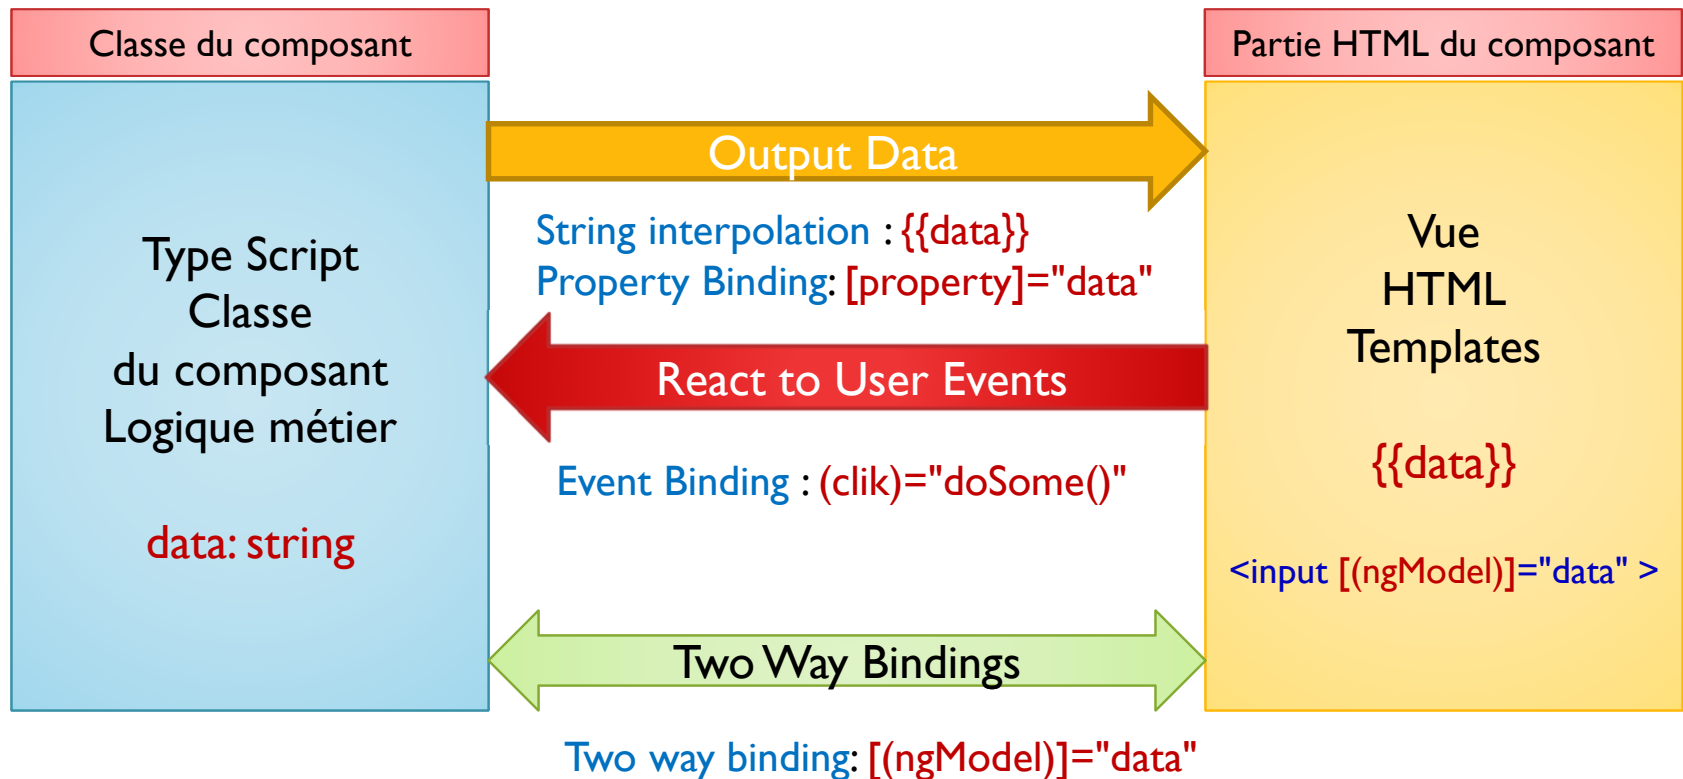 Classe du composant
Type Script
Classe
du composant
Logique métier
data: string
Output Data
String interpolation : {{data}}
Property Binding: [property]="data"
React to User Events
Event Binding : (clik)="doSome()"
Two Way Bindings
Two way binding: [(ngModel)]="data"
Partie HTML du composant
Vue
HTML
Templates
{{data}}
<input [(ngModel)]="data" >